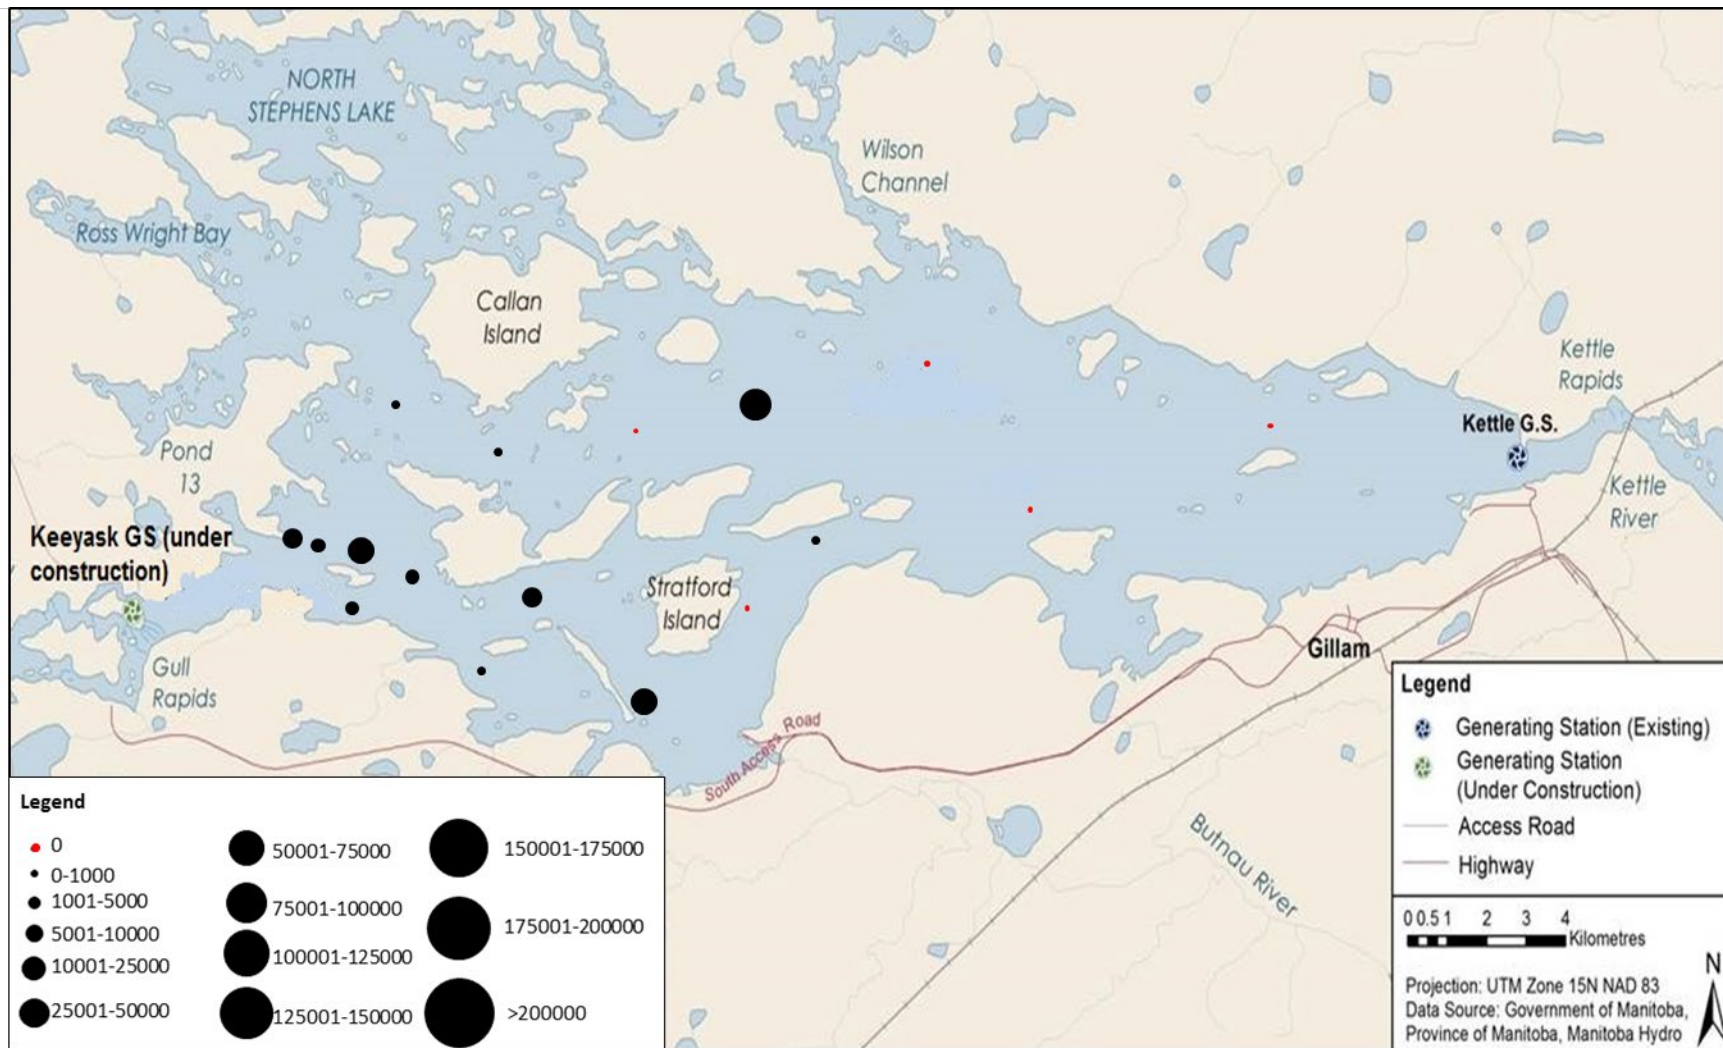 NORTH
STEPHENS LAKE
Wilson
Channel
Ross Wright Bay
Callan
Island
Kettle
Rapids
Kettle G.S.
Pond
13
Kettle
River
Keeyask GS (under
construction)
Stratford
Island
Gull
Rapids
Gillam
South Access Road
Butnau River
Legend
Generating Station (Existing)
Generating Station
(Under Construction)
Access Road
Highway
0 0.5 1 2 3 4
Kilometres
Projection: UTM Zone 15N NAD 83
Data Source: Government of Manitoba,
Province of Manitoba, Manitoba Hydro
N
Legend
0
0-1000
1001-5000
5001-10000
10001-25000
25001-50000
50001-75000
75001-100000
100001-125000
125001-150000
150001-175000
175001-200000
>200000